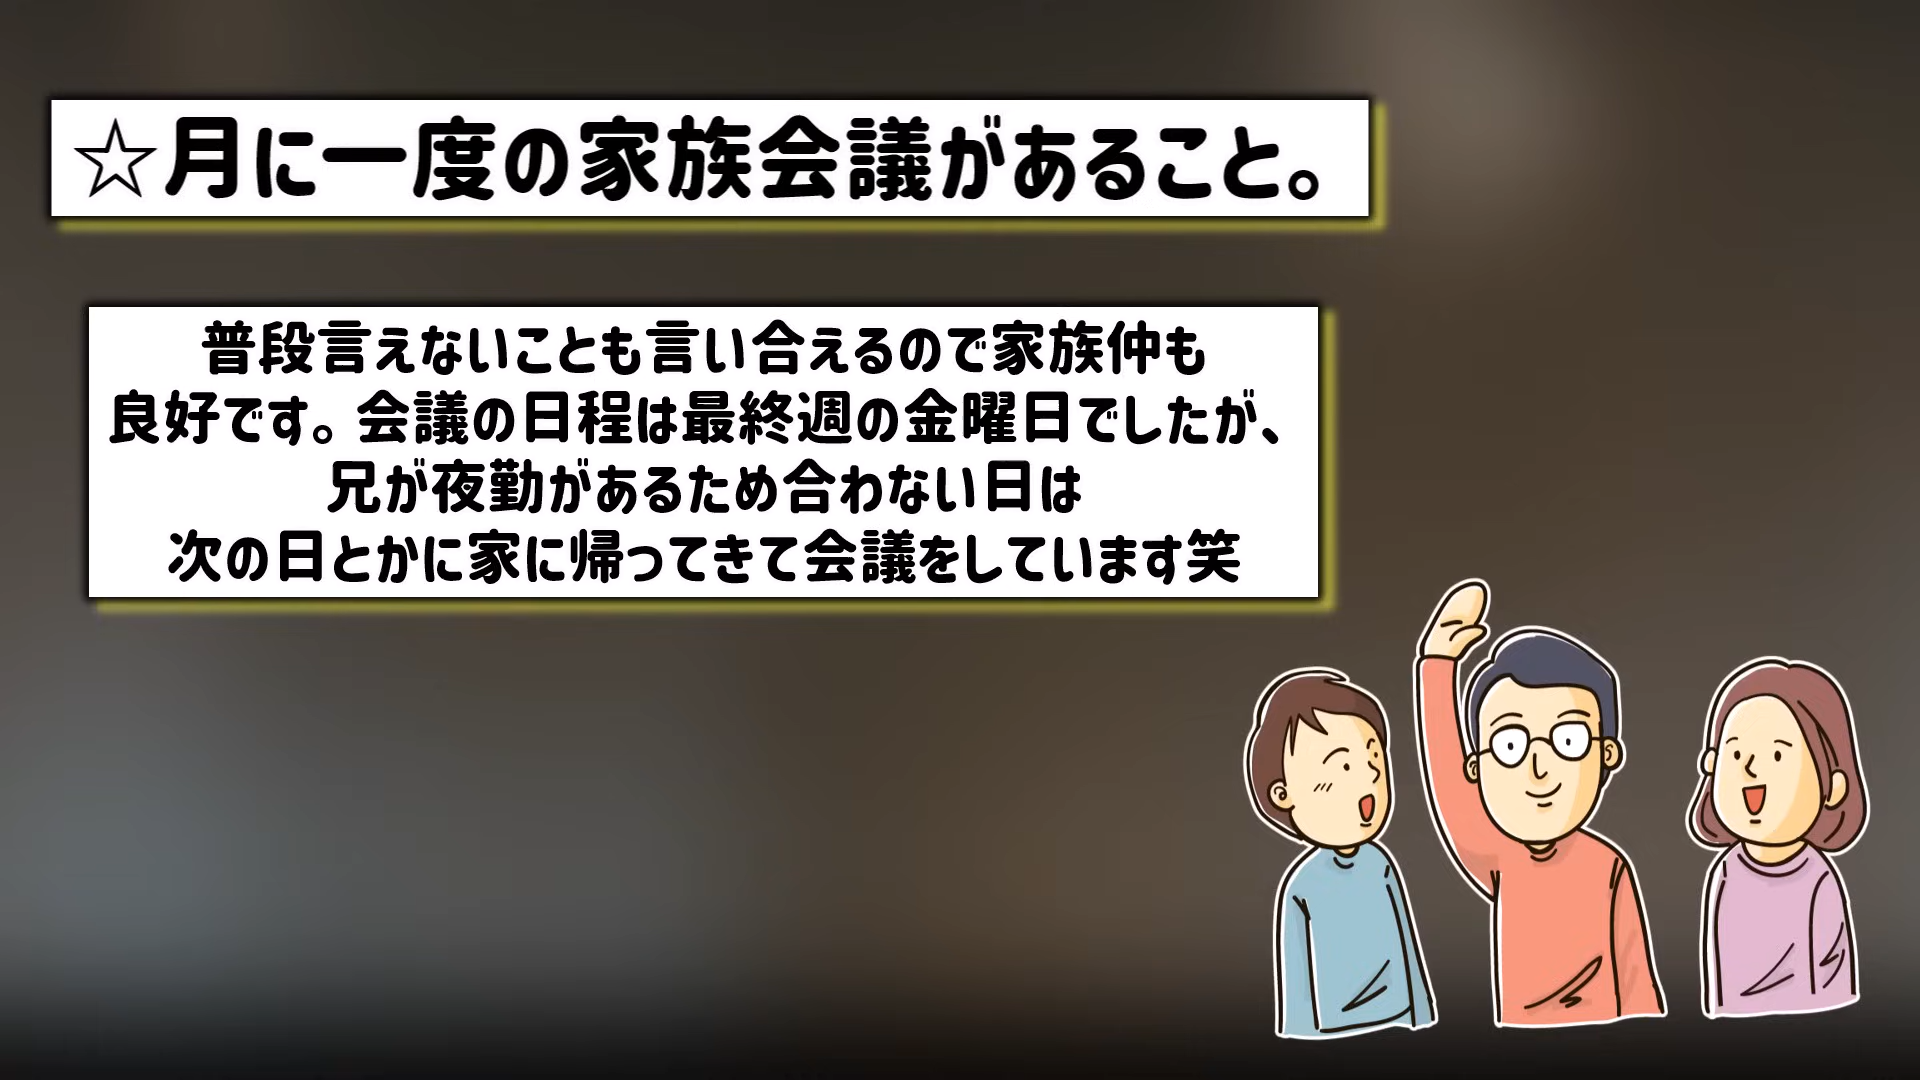 ☆月に一度の家族会議があること。
普段言えないことも言い合えるので家族仲も
良好です。会議の日程は最終週の金曜日でしたが、
兄が夜勤があるため合わない日は
次の日とかに家に帰ってきて会議をしています笑